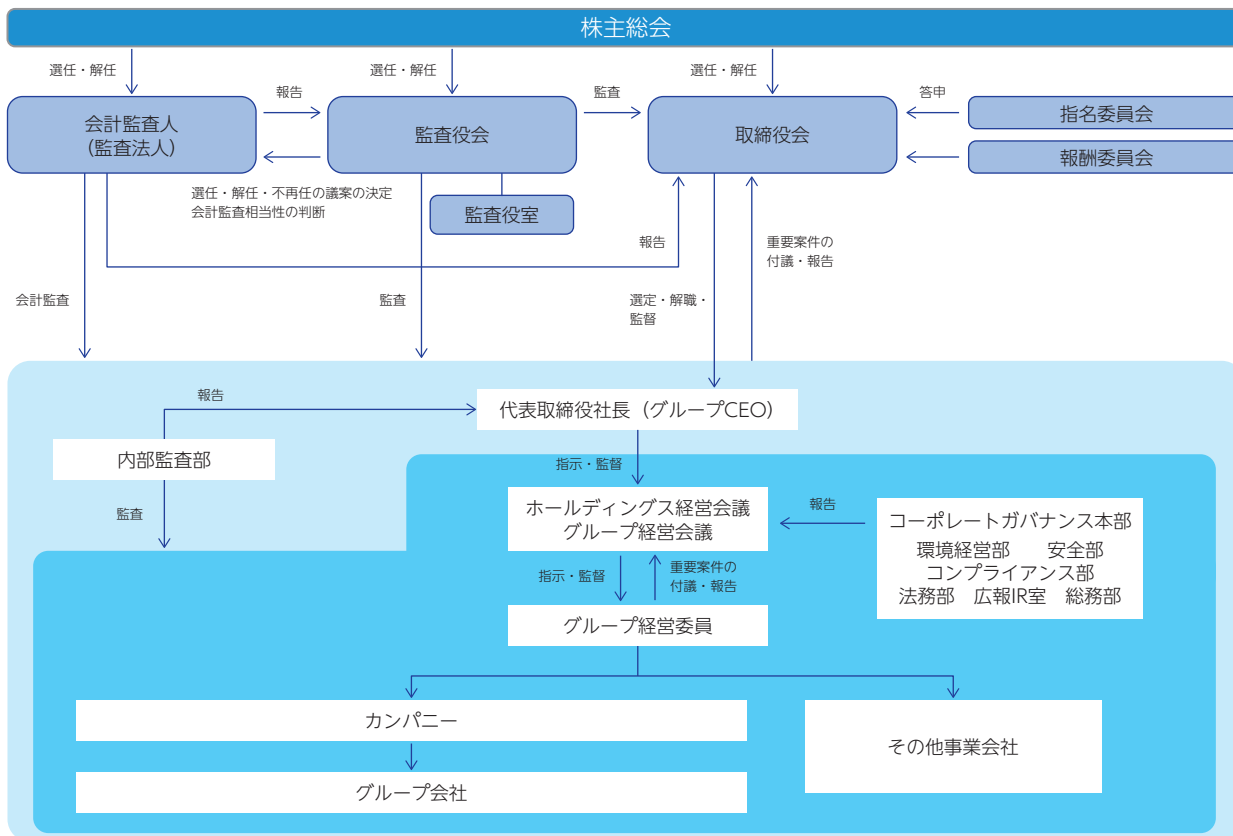 株主総会
選任・解任
選任・解任
選任・解任
会計監査人
(監査法人)
報告
監査役会
監査
取締役会
答申
指名委員会
報酬委員会
選任・解任・不再任の議案の決定
会計監査相当性の判断
監査役室
報告
重要案件の
付議・報告
会計監査
監査
選定・解職・
監督
報告
代表取締役社長（グループCEO）
内部監査部
指示・監督
監査
ホールディングス経営会議
グループ経営会議
報告
コーポレートガバナンス本部
環境経営部　安全部
コンプライアンス部
法務部　広報IR室　総務部
指示・監督
重要案件の
付議・報告
グループ経営委員
カンパニー
その他事業会社
グループ会社